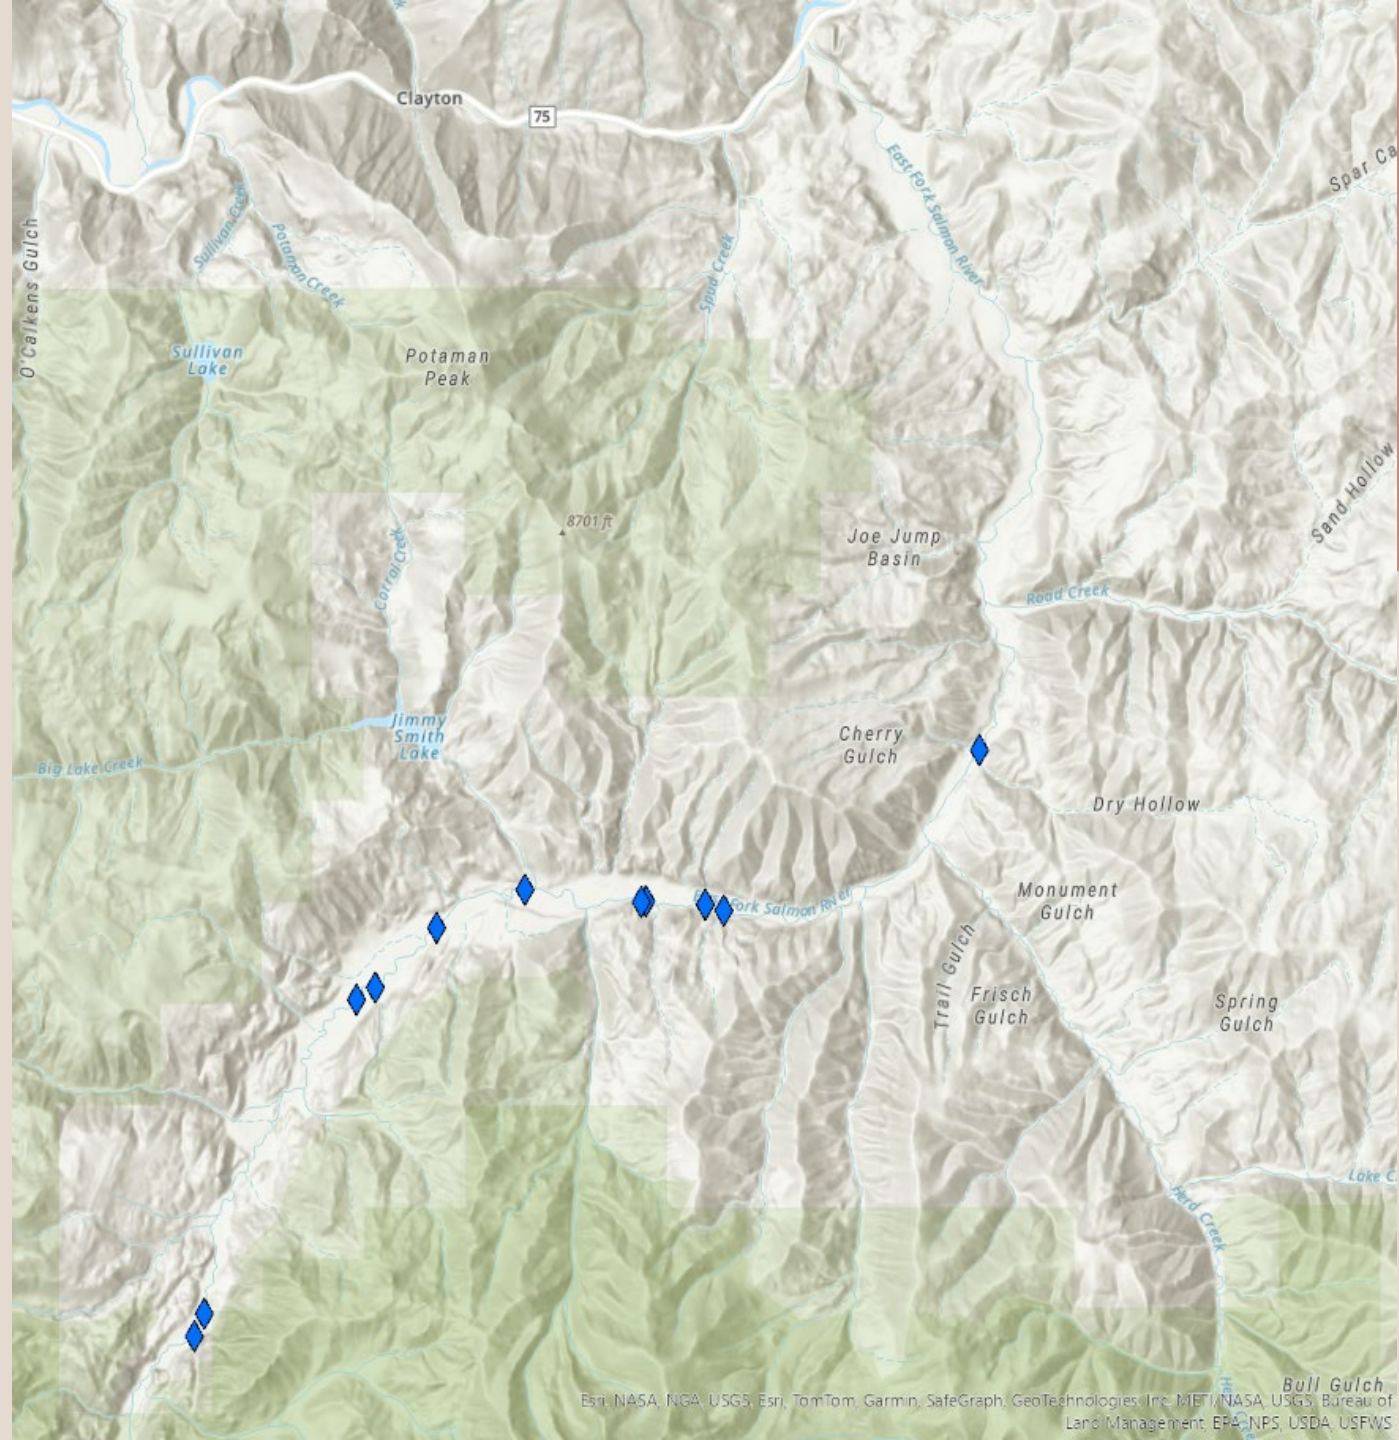 Clayton
75
East Fork Salmon River
Spar Ca
Sullivan Creek
Potaman Creek
Spud Creek
O'Calkens Gulch
Sullivan
Lake
Potaman
Peak
8701 ft
Sand Hollow
Joe Jump
Basin
Corral Creek
Road Creek
Jimmy
Smith
Lake
Cherry
Gulch
Big Lake Creek
Dry Hollow
Monument
Gulch
Fork Salmon River
Trail Gulch
Frisch
Gulch
Spring
Gulch
Lake C
Herd Creek
Bull Gulch
Esri, NASA, NGA, USGS, Esri, TomTom, Garmin, SafeGraph, GeoTechnologies, Inc, METI/NASA, USGS, Bureau of
Land Management, EPA, NPS, USDA, USFWS